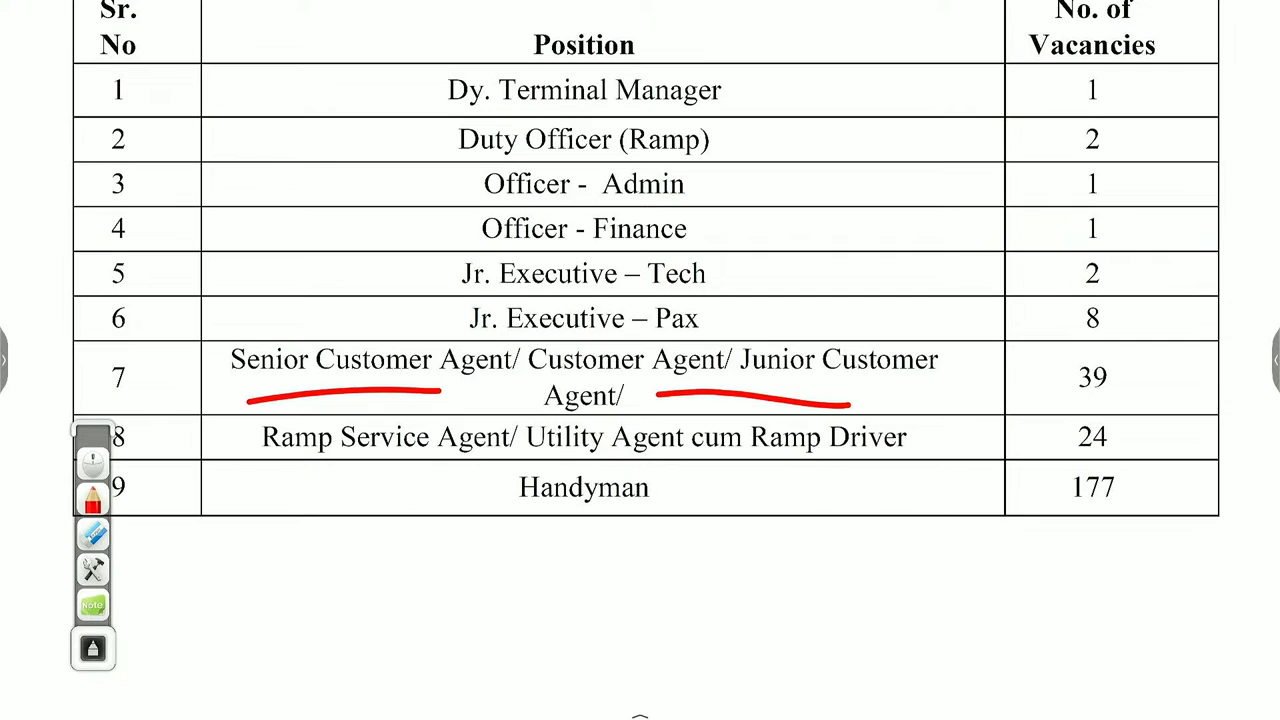 Sr.
No
Position
No. of
Vacancies
1 Dy. Terminal Manager 1
2 Duty Officer (Ramp) 2
3 Officer - Admin 1
4 Officer - Finance 1
5 Jr. Executive – Tech 2
6 Jr. Executive – Pax 8
7 Senior Customer Agent/ Customer Agent/ Junior Customer
Agent/ 39
8 Ramp Service Agent/ Utility Agent cum Ramp Driver 24
9 Handyman 177
Note